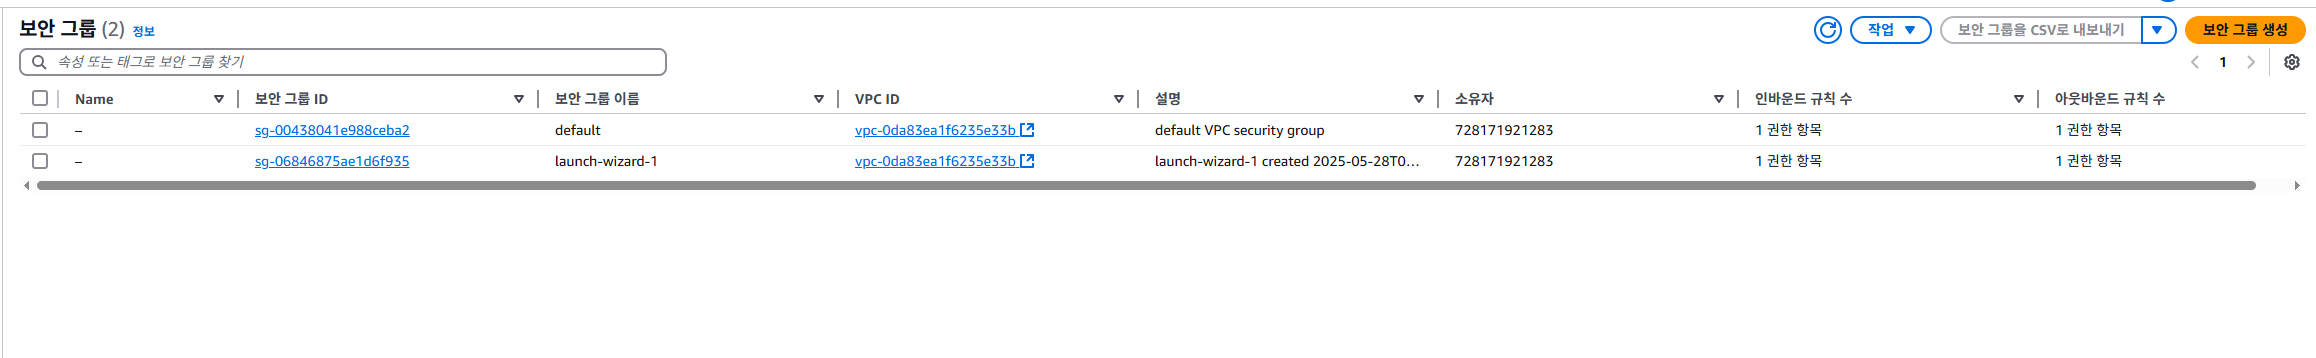 보안 그룹 (2) 정보 작업 보안 그룹을 CSV로 내보내기 보안 그룹 생성
속성 또는 태그로 보안 그룹 찾기 1
Name 보안 그룹 ID 보안 그룹 이름 VPC ID 설명 소유자 인바운드 규칙 수 아웃바운드 규칙 수
– sg-00438041e988ceba2 default vpc-0da83ea1f6235e33b default VPC security group 728171921283 1 권한 항목 1 권한 항목
– sg-06846875ae1d6f935 launch-wizard-1 vpc-0da83ea1f6235e33b launch-wizard-1 created 2025-05-28T0... 728171921283 1 권한 항목 1 권한 항목